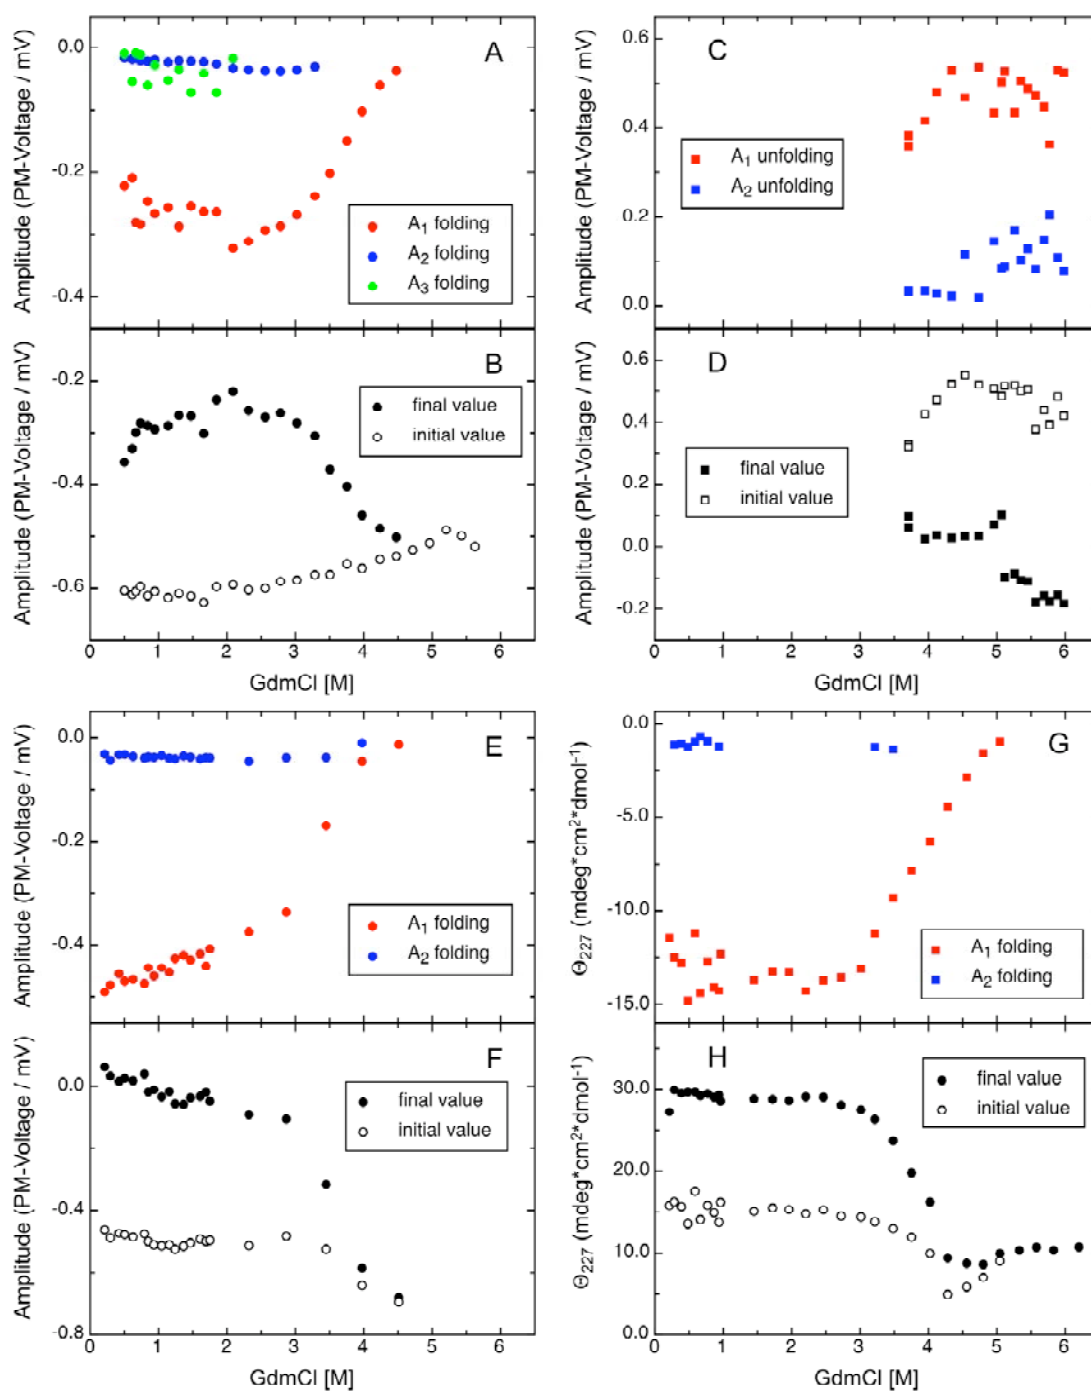 A
0.0
-0.2
-0.4
Amplitude (PM-Voltage / mV)
A1 folding
A2 folding
A3 folding
B
-0.2
-0.4
-0.6
Amplitude (PM-Voltage / mV)
final value
initial value
0 1 2 3 4 5 6
GdmCl [M]
C
0.6
0.4
0.2
0.0
Amplitude (PM-Voltage / mV)
A1 unfolding
A2 unfolding
D
0.6
0.4
0.2
0.0
-0.2
Amplitude (PM-Voltage / mV)
final value
initial value
0 1 2 3 4 5 6
GdmCl [M]
E
0.0
-0.2
-0.4
Amplitude (PM-Voltage / mV)
A1 folding
A2 folding
F
0.0
-0.4
-0.8
Amplitude (PM-Voltage / mV)
final value
initial value
0 1 2 3 4 5 6
GdmCl [M]
G
0.0
-5.0
-10.0
-15.0
Θ227 (mdeg*cm²*dmol⁻¹)
A1 folding
A2 folding
H
30.0
20.0
10.0
0.0
Θ227 (mdeg*cm²*dmol⁻¹)
final value
initial value
0 1 2 3 4 5 6
GdmCl [M]